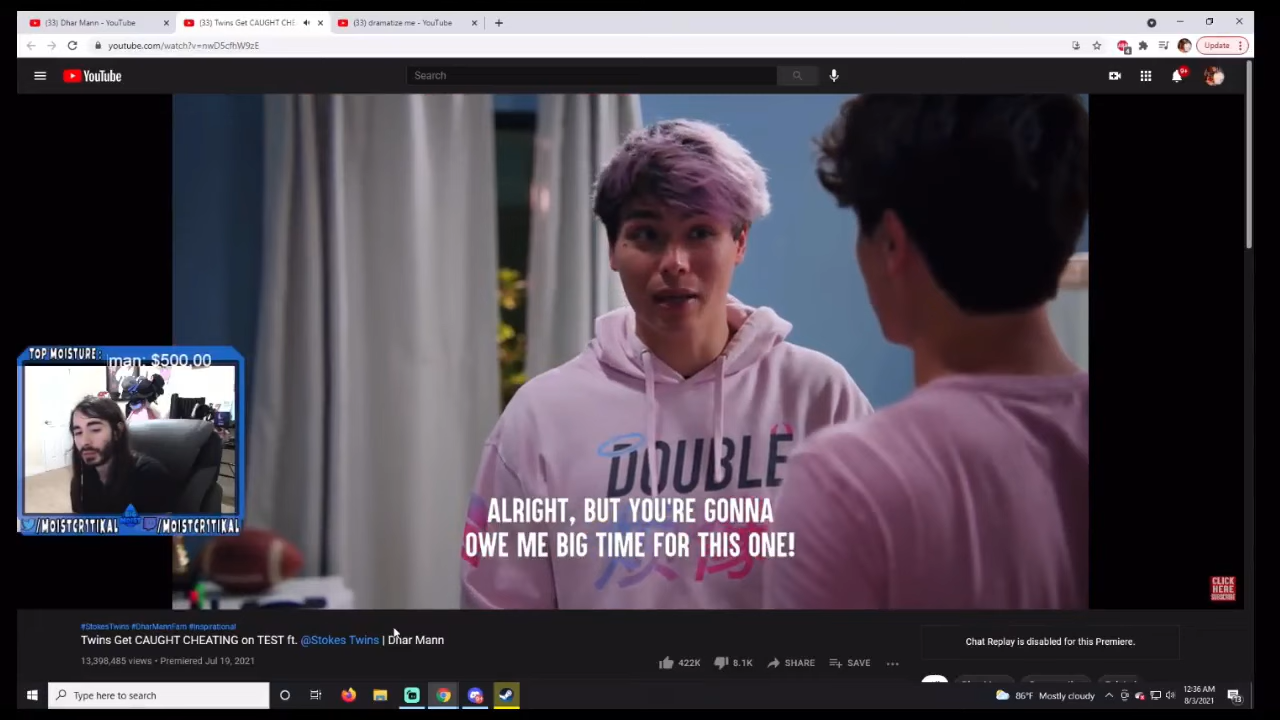 (33) Dhar Mann - YouTube
(33) Twins Get CAUGHT CHE
(33) dramatize me - YouTube
youtube.com/watch?v=nwD5cfhW9zE
4
Update
YouTube
Search
9+
DOUBLE
ALRIGHT, BUT YOU'RE GONNA
OWE ME BIG TIME FOR THIS ONE!
TOP MOISTURE:
man: $500.00
/MOISTCR1TIKAL
/MOISTCR1TIKAL
CLICK
HERE
SUBSCRIBE
#StokesTwins #DharMannFam #Inspirational
Twins Get CAUGHT CHEATING on TEST ft. @Stokes Twins | Dhar Mann
13,398,485 views • Premiered Jul 19, 2021
422K
8.1K
SHARE
SAVE
Chat Replay is disabled for this Premiere.
Type here to search
86°F Mostly cloudy
12:36 AM
8/3/2021